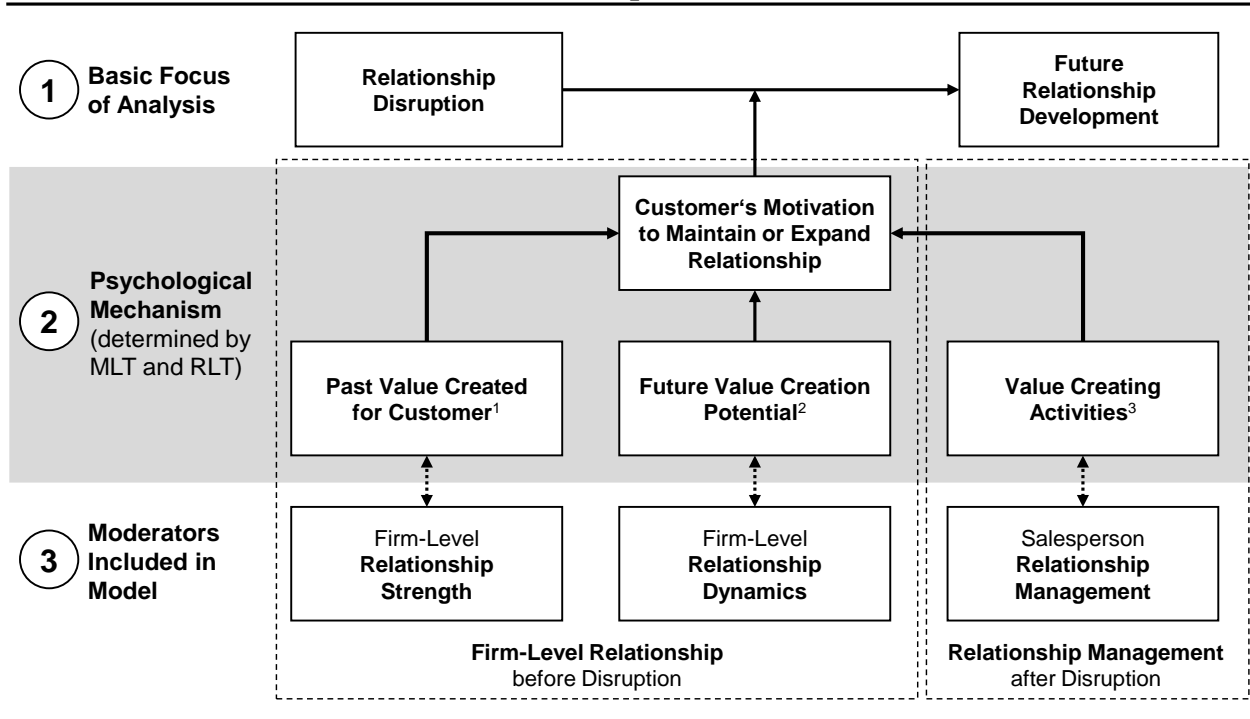 1
Basic Focus
of Analysis
Relationship
Disruption
Future
Relationship
Development
Customer‘s Motivation
to Maintain or Expand
Relationship
2
Psychological
Mechanism
(determined by
MLT and RLT)
Past Value Created
for Customer¹
Future Value Creation
Potential²
Value Creating
Activities³
3
Moderators
Included in
Model
Firm-Level
Relationship
Strength
Firm-Level
Relationship
Dynamics
Salesperson
Relationship
Management
Firm-Level Relationship
before Disruption
Relationship Management
after Disruption